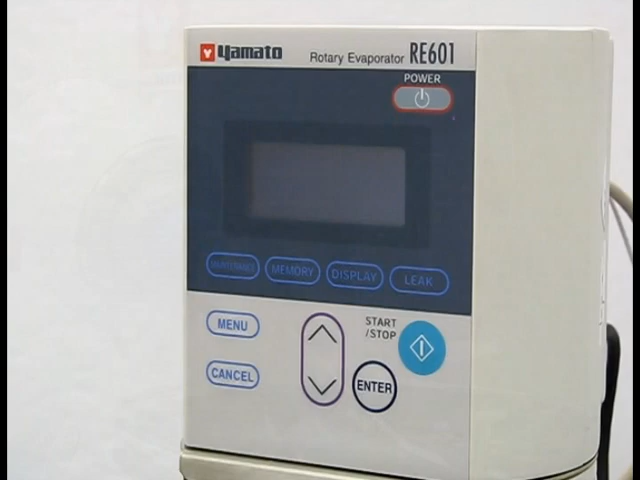 yamato Rotary Evaporator RE601
POWER
MAINTENANCE MEMORY DISPLAY LEAK
MENU
START
/STOP
CANCEL
ENTER